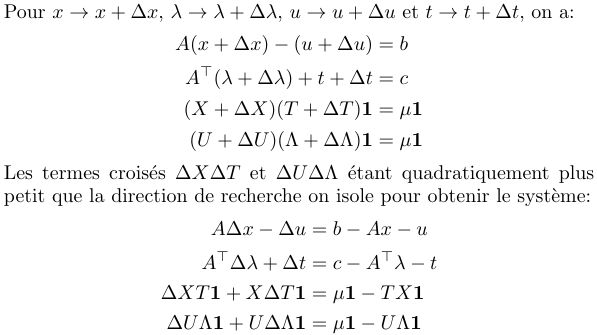 Pour x → x + Δx, λ → λ + Δλ, u → u + Δu et t → t + Δt, on a:
A(x + Δx) − (u + Δu) = b
A⊤(λ + Δλ) + t + Δt = c
(X + ΔX)(T + ΔT)1 = μ1
(U + ΔU)(Λ + ΔΛ)1 = μ1
Les termes croisés ΔXΔT et ΔUΔΛ étant quadratiquement plus
petit que la direction de recherche on isole pour obtenir le système:
AΔx − Δu = b − Ax − u
A⊤Δλ + Δt = c − A⊤λ − t
ΔXT1 + XΔT1 = μ1 − TX1
ΔUΛ1 + UΔΛ1 = μ1 − UΛ1